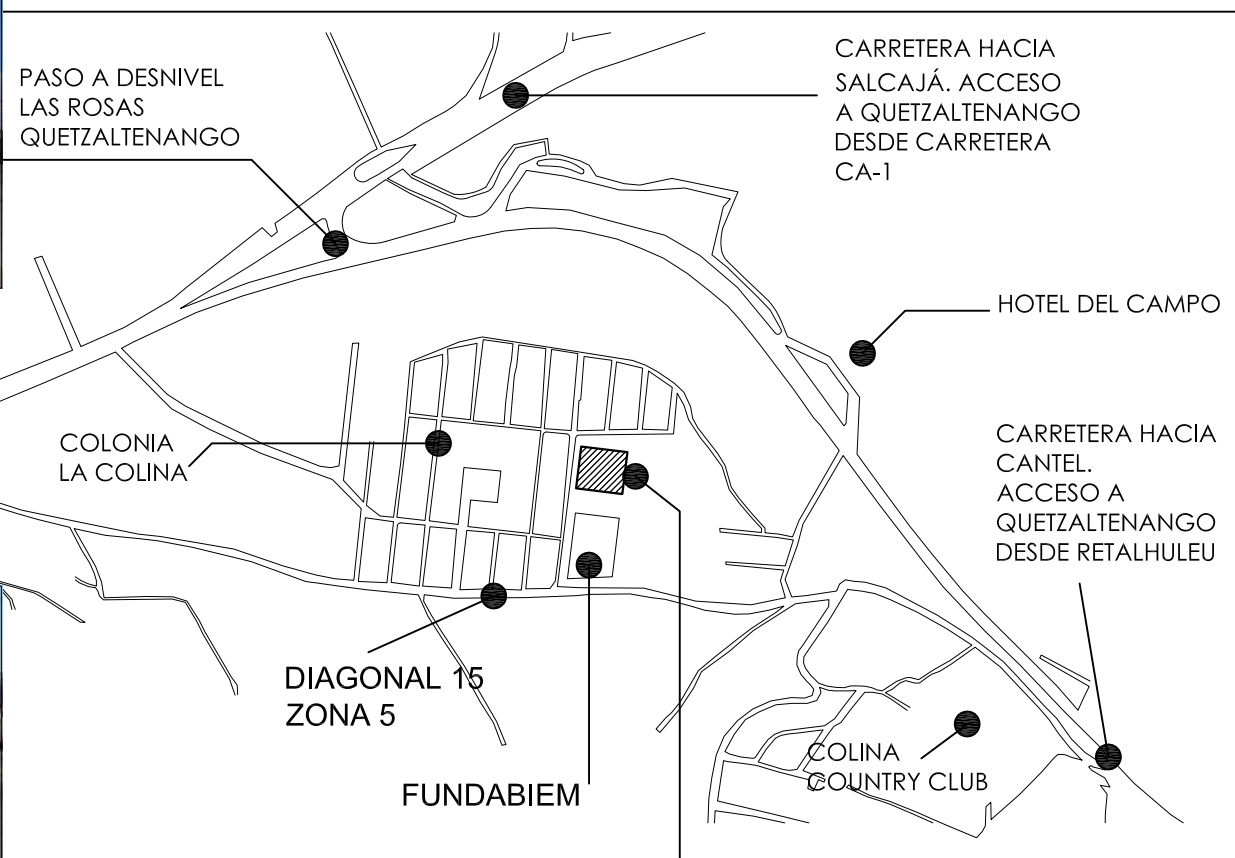 PASO A DESNIVEL
LAS ROSAS
QUETZALTENANGO
CARRETERA HACIA
SALCAJÁ. ACCESO
A QUETZALTENANGO
DESDE CARRETERA
CA-1
HOTEL DEL CAMPO
COLONIA
LA COLINA
CARRETERA HACIA
CANTEL.
ACCESO A
QUETZALTENANGO
DESDE RETALHULEU
DIAGONAL 15
ZONA 5
FUNDABIEM
COLINA
COUNTRY CLUB